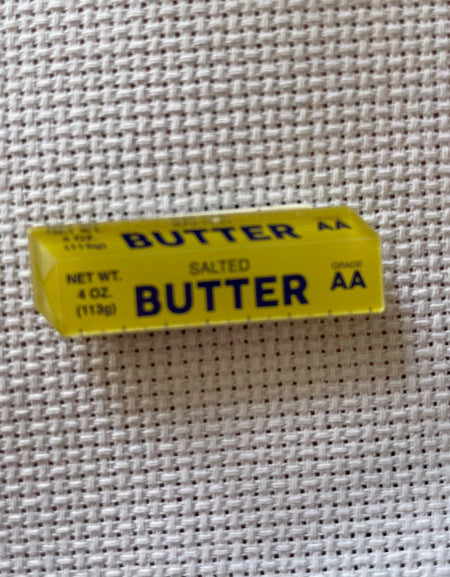 BUTTER
AA
NET WT.
4 OZ.
(113g)
SALTED
BUTTER
GRADE
AA